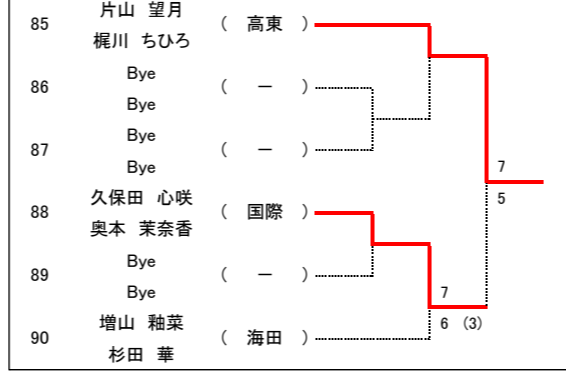 片山 望月
85 ( 高東 )
梶川 ちひろ
Bye
86 ( ー )
Bye
Bye
87 ( ー )
Bye
7
久保田 心咲
5
88 ( 国際 )
奥本 茉奈香
Bye
89 ( ー )
Bye
7
増山 釉菜
6 (3)
90 ( 海田 )
杉田 華